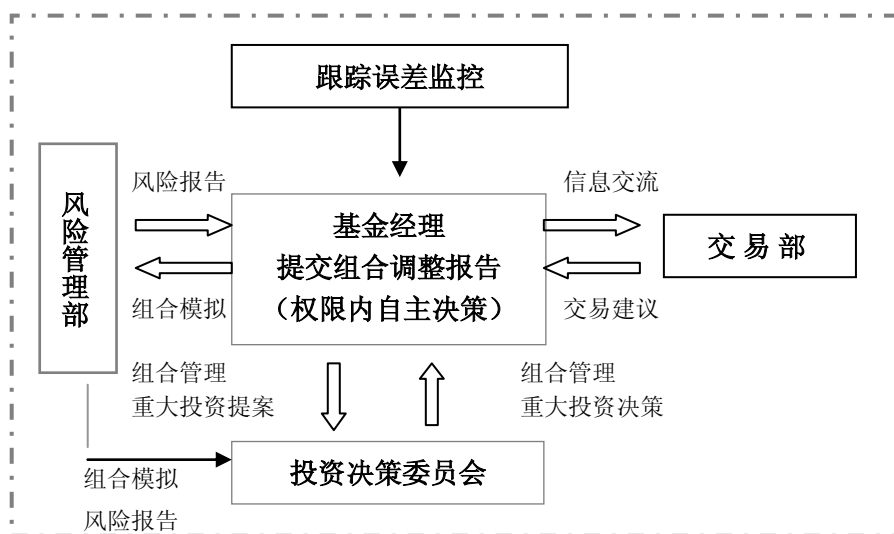 跟踪误差监控
风险报告
信息交流
风险管理部
基金经理
提交组合调整报告
（权限内自主决策）
交 易 部
组合模拟
交易建议
组合管理
重大投资提案
组合管理
重大投资决策
投资决策委员会
组合模拟
风险报告